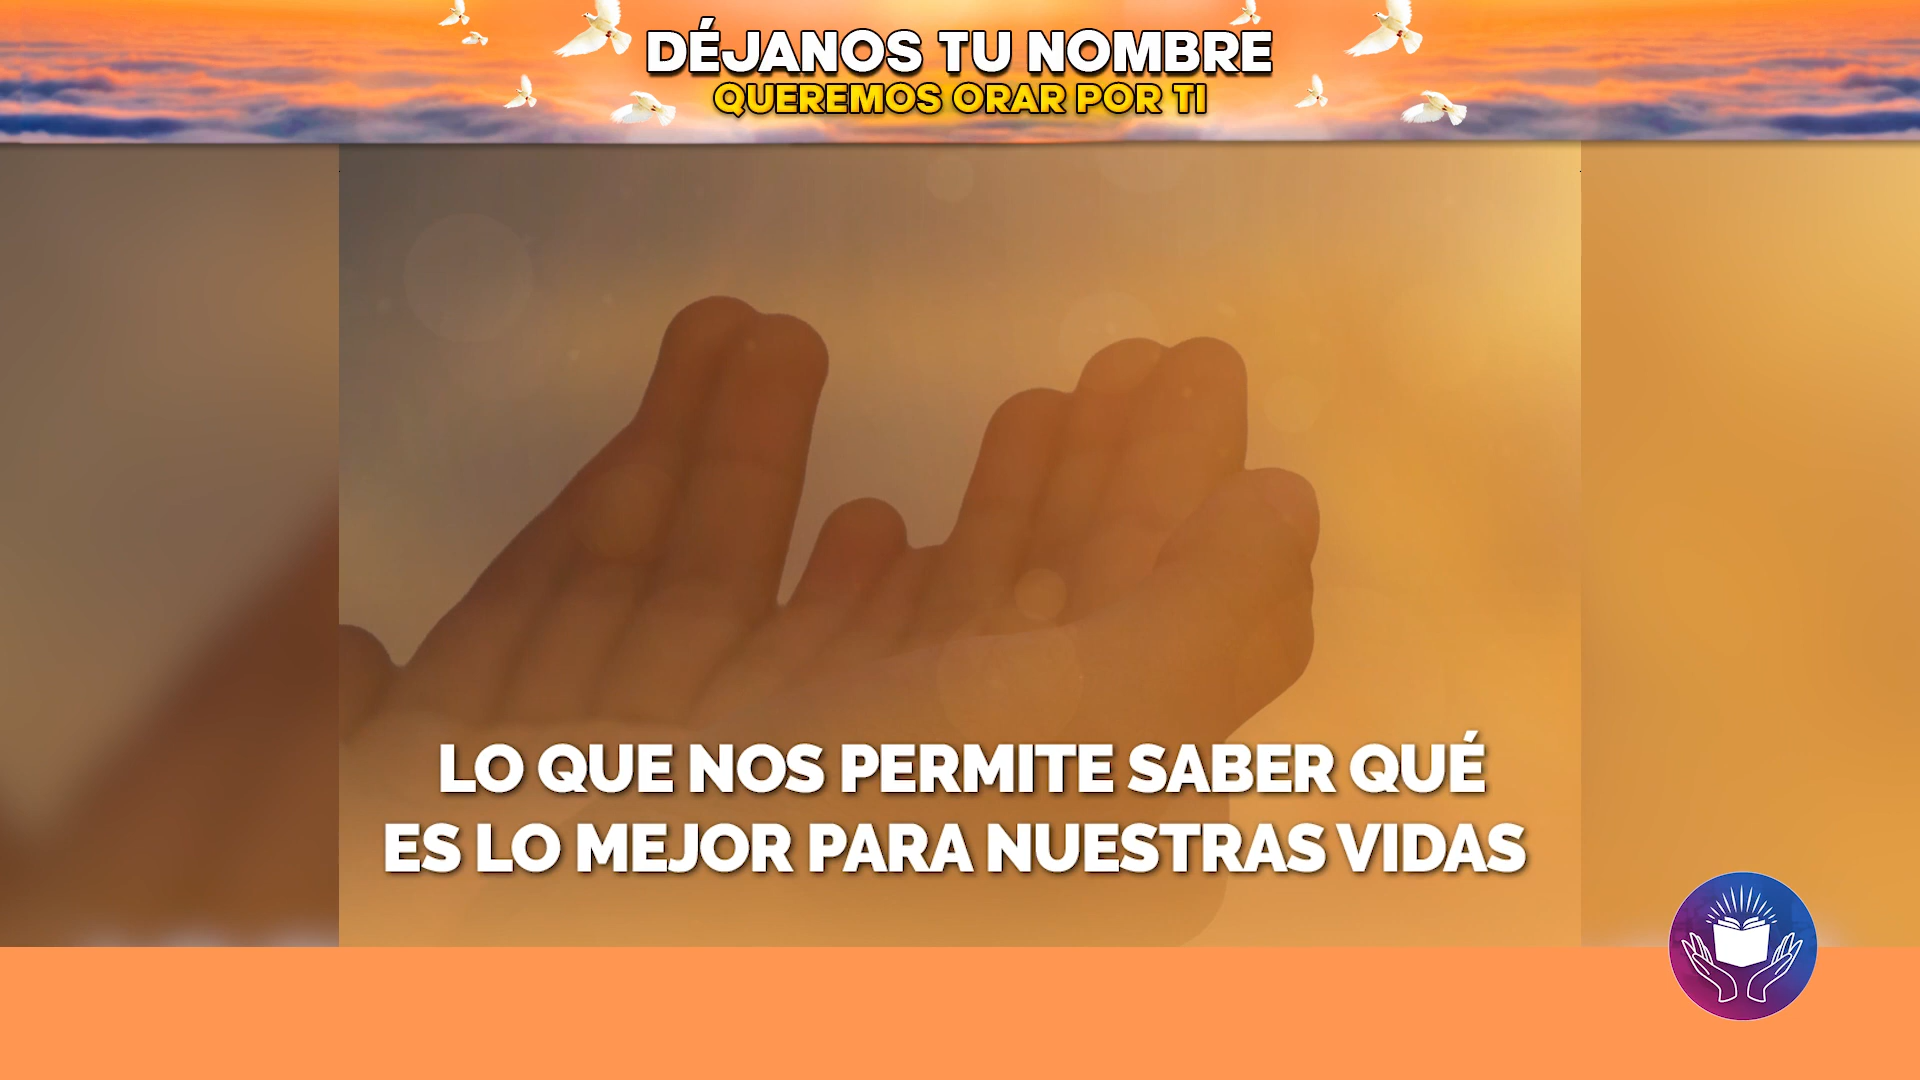 DÉJANOS TU NOMBRE
QUEREMOS ORAR POR TI
LO QUE NOS PERMITE SABER QUÉ
ES LO MEJOR PARA NUESTRAS VIDAS